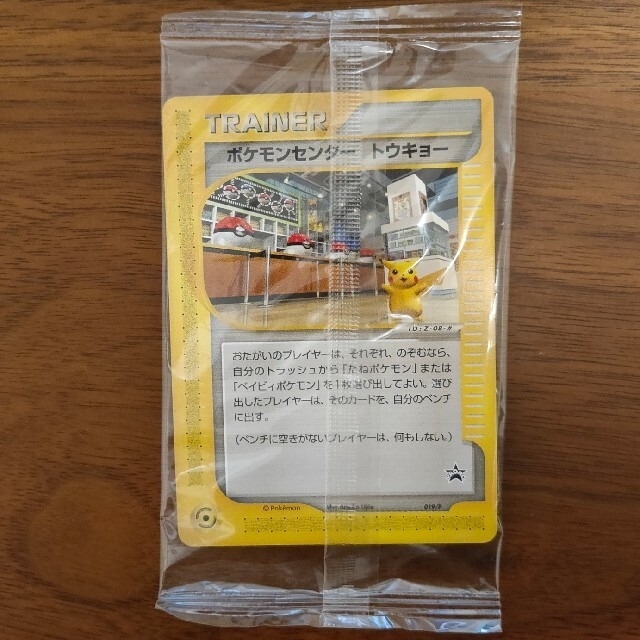 TRAINER
ポケモンセンター トウキョー
ID:Z-08-#
おたがいのプレイヤーは、それぞれ、のぞむなら、
自分のトラッシュから「たねポケモン」または
「ベイビィポケモン」を1枚選び出してよい。選び
出したプレイヤーは、そのカードを、自分のベンチ
に出す。
(ベンチに空きがないプレイヤーは、何もしない。)
© Pokémon
019/P